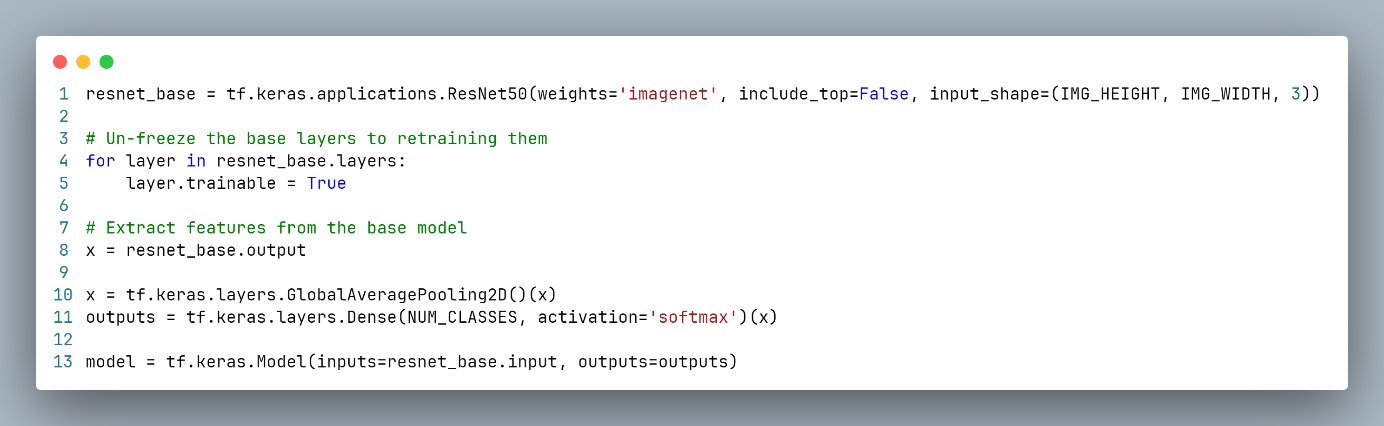 1 resnet_base = tf.keras.applications.ResNet50(weights='imagenet', include_top=False, input_shape=(IMG_HEIGHT, IMG_WIDTH, 3))
2
3 # Un-freeze the base layers to retraining them
4 for layer in resnet_base.layers:
5     layer.trainable = True
6
7 # Extract features from the base model
8 x = resnet_base.output
9
10 x = tf.keras.layers.GlobalAveragePooling2D()(x)
11 outputs = tf.keras.layers.Dense(NUM_CLASSES, activation='softmax')(x)
12
13 model = tf.keras.Model(inputs=resnet_base.input, outputs=outputs)